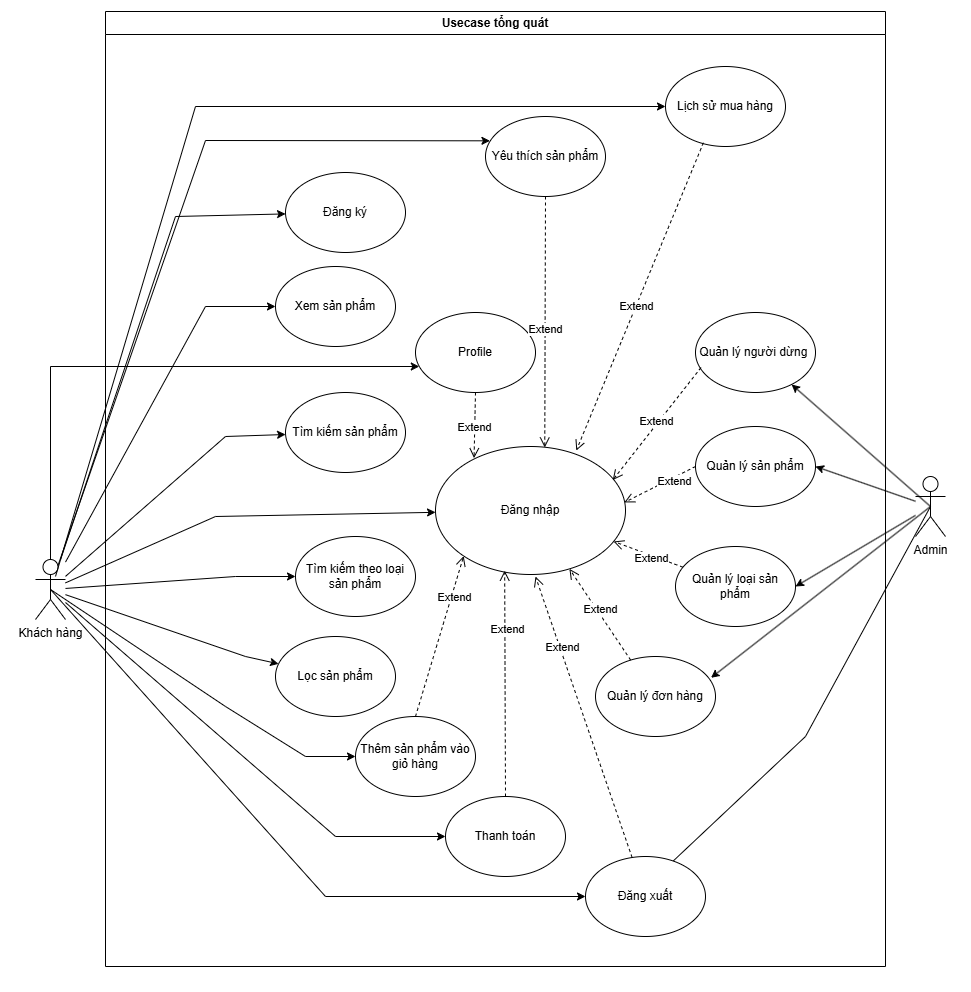 Usecase tổng quát
Lịch sử mua hàng
Yêu thích sản phẩm
Đăng ký
Xem sản phẩm
Extend
Extend
Profile
Quản lý người dừng
Tìm kiếm sản phẩm
Extend
Extend
Quản lý sản phẩm
Extend
Đăng nhập
Admin
Extend
Tìm kiếm theo loại
sản phẩm
Quản lý loại sản
phẩm
Extend
Extend
Khách hàng
Extend
Extend
Lọc sản phẩm
Quản lý đơn hàng
Thêm sản phẩm vào
giỏ hàng
Thanh toán
Đăng xuất